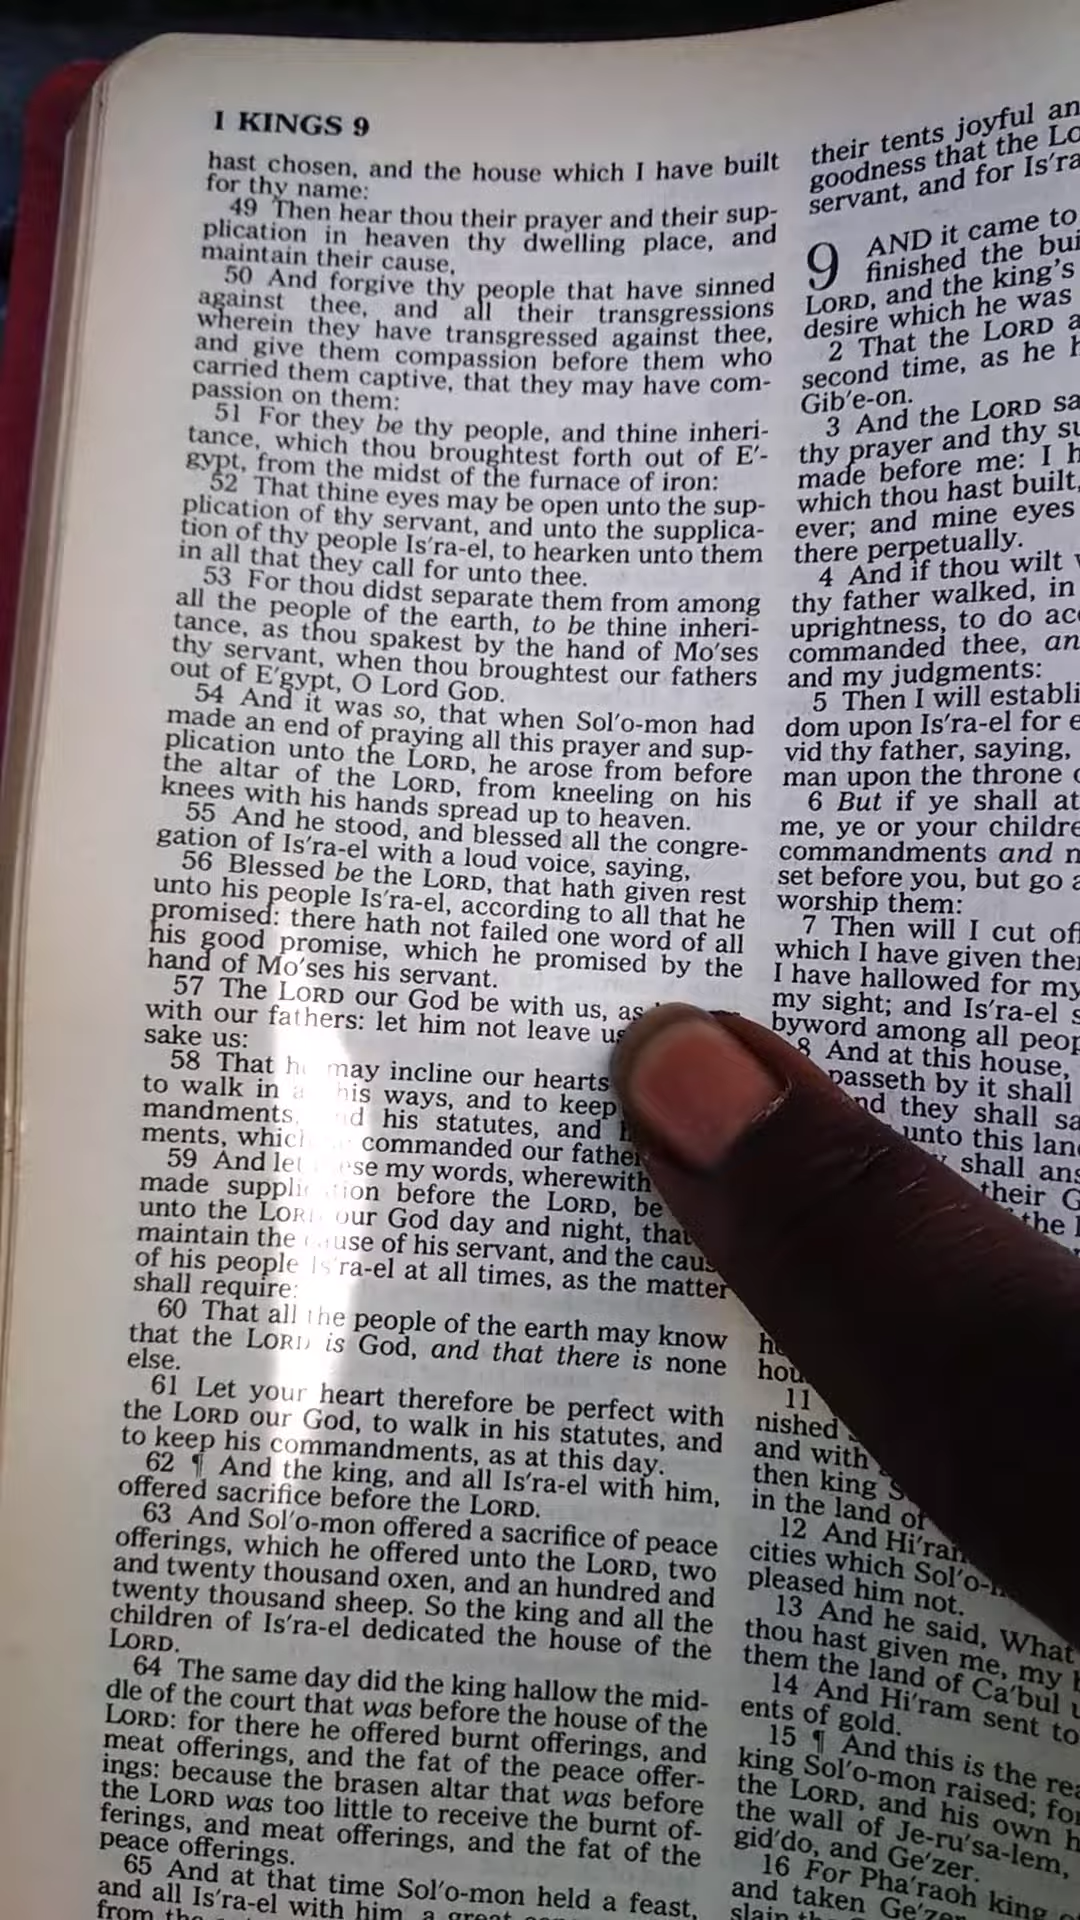 1 KINGS 9
hast chosen, and the house which I have built
for thy name:
49 Then hear thou their prayer and their sup-
plication in heaven thy dwelling place, and
maintain their cause,
50 And forgive thy people that have sinned
against thee, and all their transgressions
wherein they have transgressed against thee,
and give them compassion before them who
carried them captive, that they may have com-
passion on them:
51 For they be thy people, and thine inheri-
tance, which thou broughtest forth out of E'-
gypt, from the midst of the furnace of iron:
52 That thine eyes may be open unto the sup-
plication of thy servant, and unto the supplica-
tion of thy people Is'ra-el, to hearken unto them
in all that they call for unto thee.
53 For thou didst separate them from among
all the people of the earth, to be thine inheri-
tance, as thou spakest by the hand of Mo'ses
thy servant, when thou broughtest our fathers
out of E'gypt, O Lord GOD.
54 And it was so, that when Sol'o-mon had
made an end of praying all this prayer and sup-
plication unto the LORD, he arose from before
the altar of the LORD, from kneeling on his
knees with his hands spread up to heaven.
55 And he stood, and blessed all the congre-
gation of Is'ra-el with a loud voice, saying,
56 Blessed be the LORD, that hath given rest
unto his people Is'ra-el, according to all that he
promised: there hath not failed one word of all
his good promise, which he promised by the
hand of Mo'ses his servant.
57 The LORD our God be with us, as
with our fathers: let him not leave us
sake us:
58 That he may incline our hearts
to walk in his ways, and to keep
mandments, his statutes, and
ments, which commanded our
59 And let these my words, wherewith
made supplication before the LORD, be
unto the LORD our God day and night, that
maintain the cause of his servant, and the cause
of his people Is'ra-el at all times, as the matter
shall require:
60 That all the people of the earth may know
that the LORD is God, and that there is none
else.
61 Let your heart therefore be perfect with
the LORD our God, to walk in his statutes, and
to keep his commandments, as at this day.
62 ¶ And the king, and all Is'ra-el with him,
offered sacrifice before the LORD.
63 And Sol'o-mon offered a sacrifice of peace
offerings, which he offered unto the LORD, two
and twenty thousand oxen, and an hundred and
twenty thousand sheep. So the king and all the
children of Is'ra-el dedicated the house of the
LORD.
64 The same day did the king hallow the mid-
dle of the court that was before the house of the
LORD: for there he offered burnt offerings, and
meat offerings, and the fat of the peace offer-
ings: because the brasen altar that was before
the LORD was too little to receive the burnt of-
ferings, and meat offerings, and the fat of the
peace offerings.
65 And at that time Sol'o-mon held a feast,
and all Is'ra-el with him, a great
from the
their tents joyful
goodness that the
servant, and for
9 AND it came to
finished the
LORD, and the king's
desire which he was
2 That the LORD
second time, as he
Gib'e-on.
3 And the LORD
thy prayer and thy
made before me: I
which thou hast built,
ever; and mine eyes
there perpetually.
4 And if thou wilt
thy father walked, in
uprightness, to do
commanded thee,
and my judgments:
5 Then I will
dom upon Is'ra-el for
vid thy father, saying,
man upon the throne
6 But if ye shall at
me, ye or your
commandments and
set before you, but go
worship them:
7 Then will I cut
which I have given
I have hallowed for my
my sight; and Is'ra-el
byword among all
8 And at this house,
passeth by it shall
they shall
unto this
shall
their
the
11
nished
and with
then king
in the land of
12 And Hi'ram
cities which
pleased him not.
13 And he said, What
thou hast given me, my
them the land of Ca'bul
14 And Hi'ram sent to
ents of gold.
15 ¶ And this is the
king Sol'o-mon raised; for
the LORD, and his own
the wall of Je-ru'sa-lem,
gid'do, and Ge'zer.
16 For Pha'raoh king
and taken Ge'zer
slain